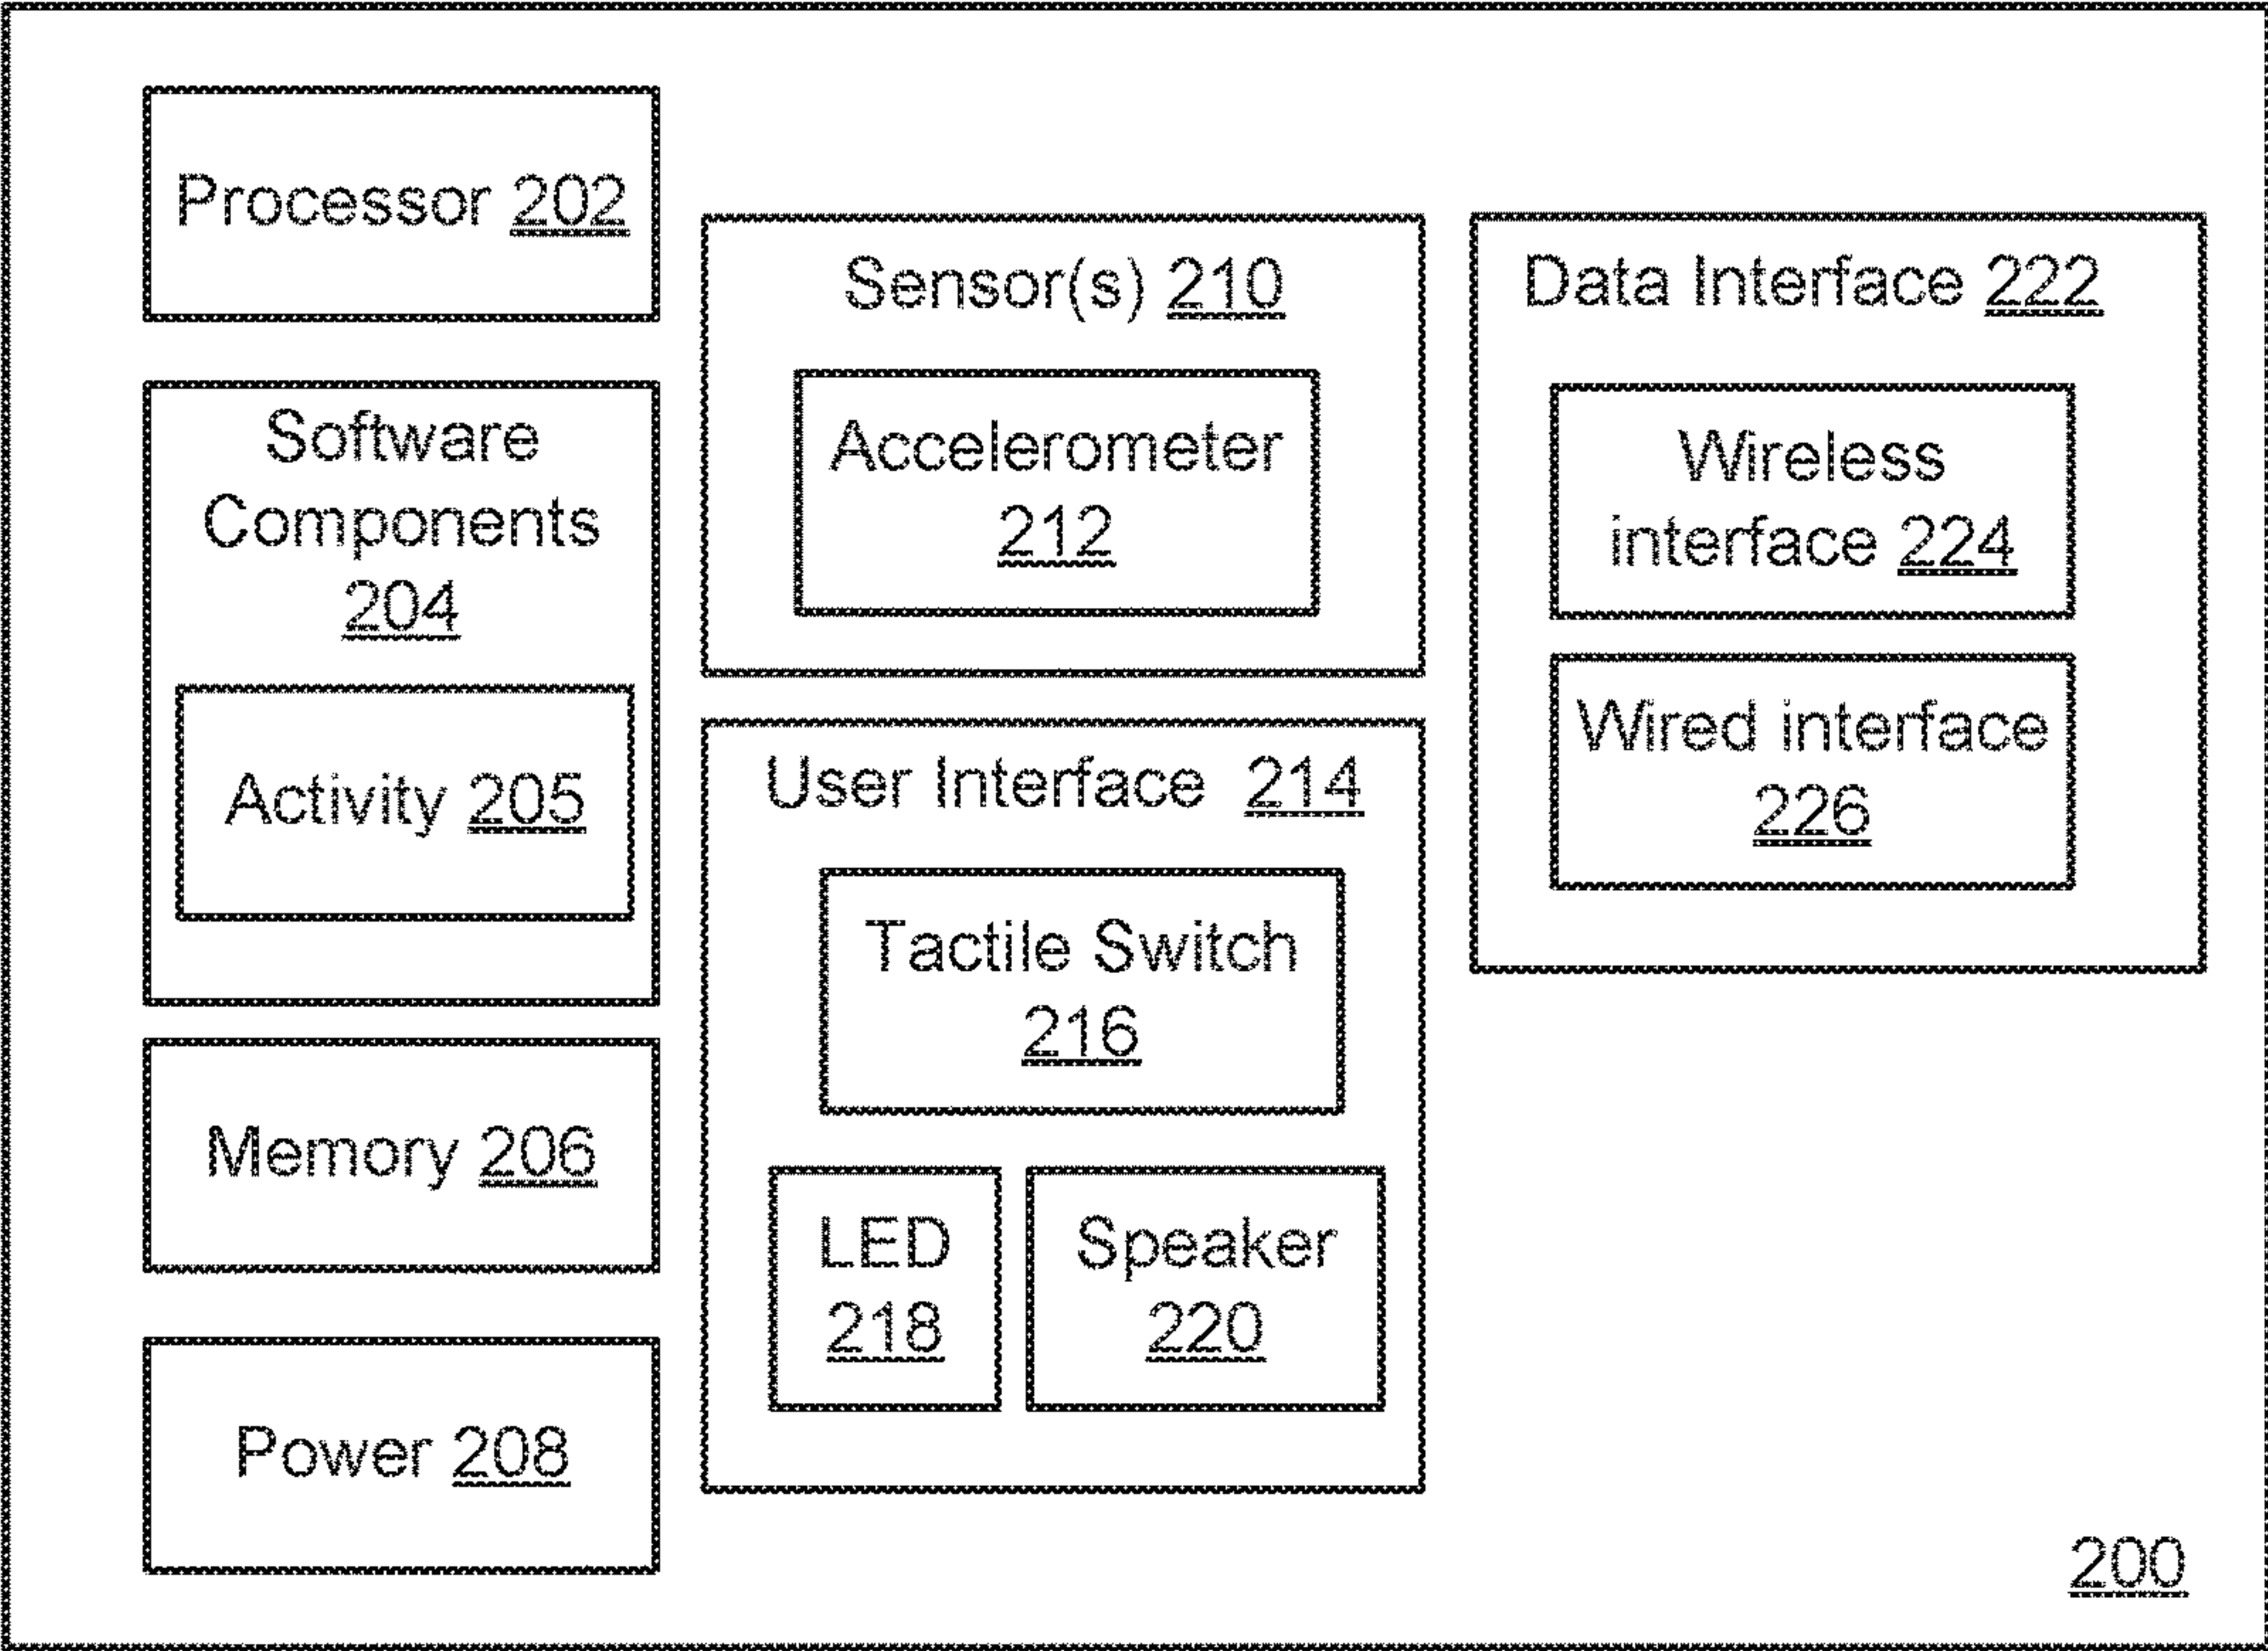 Processor 202
Software
Components
204
Activity 205
Memory 206
Power 208
Sensor(s) 210
Accelerometer
212
User Interface 214
Tactile Switch
216
LED
218
Speaker
220
Data Interface 222
Wireless
interface 224
Wired interface
226
200